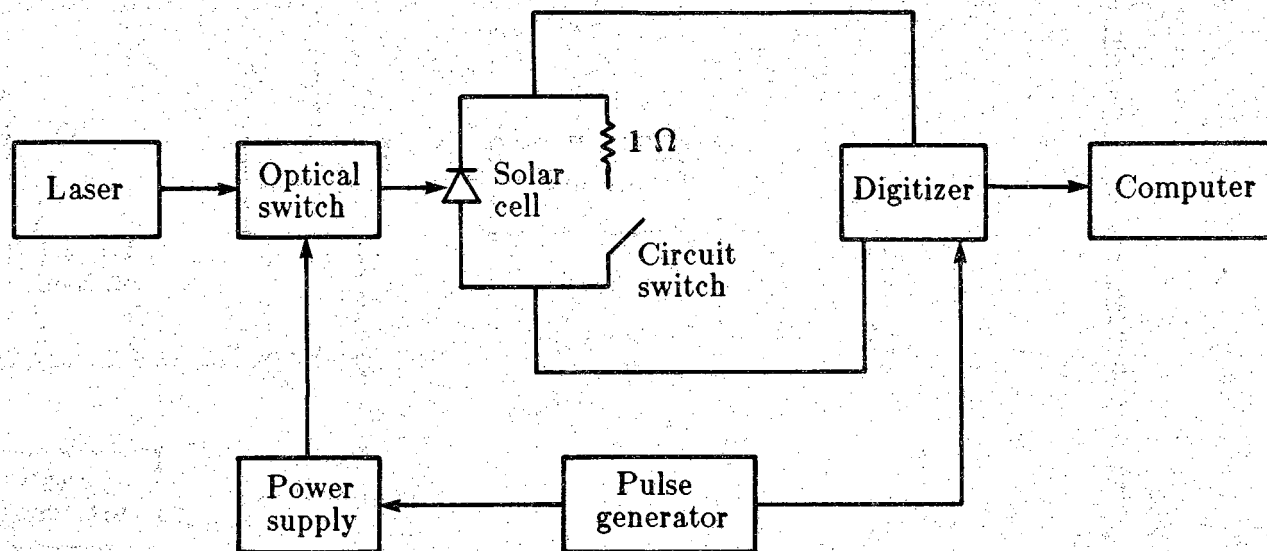 Laser
Optical
switch
Solar
cell
1 Ω
Circuit
switch
Digitizer
Computer
Power
supply
Pulse
generator